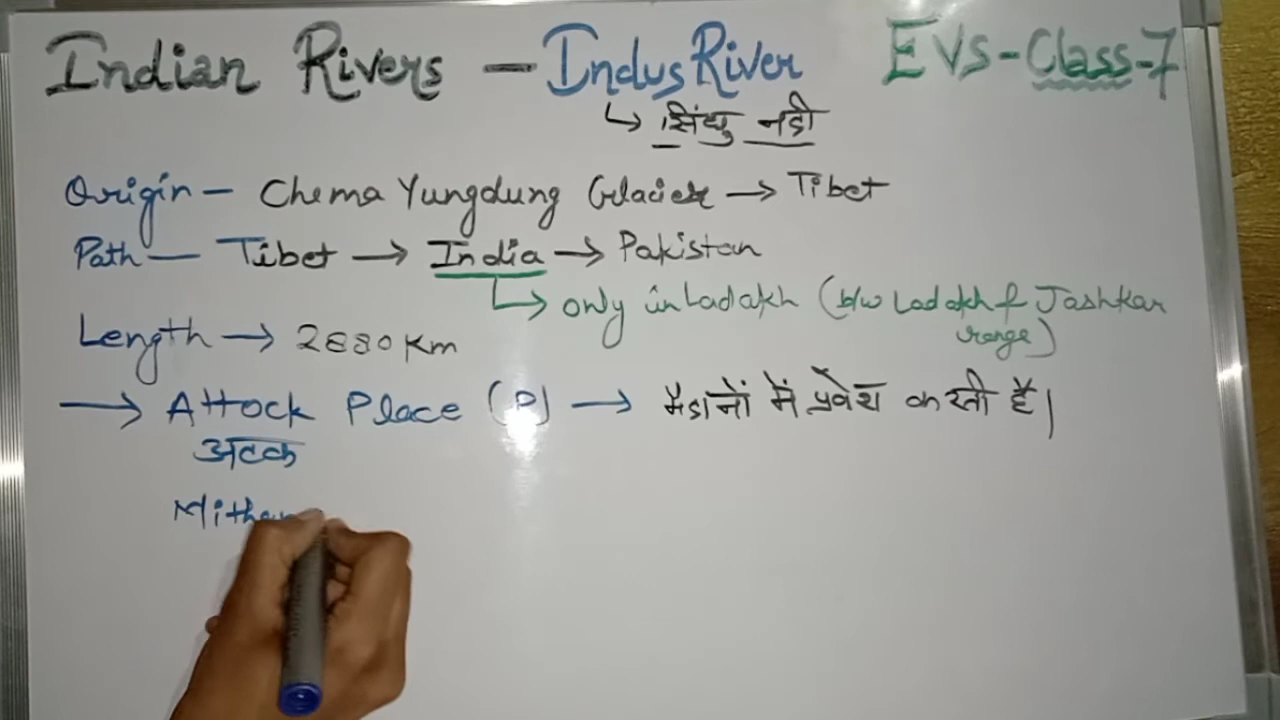 Indian Rivers — Indus River EVS-Class-7
↳ सिंधु नदी
Origin — Chema Yungdung Glacier → Tibet
Path — Tibet → India → Pakistan
↳ only in Ladakh (b/w Ladakh & Jashkar
range)
Length → 2880 Km
→ Attock Place (P) → मैदानों में प्रवेश करती है।
अटक